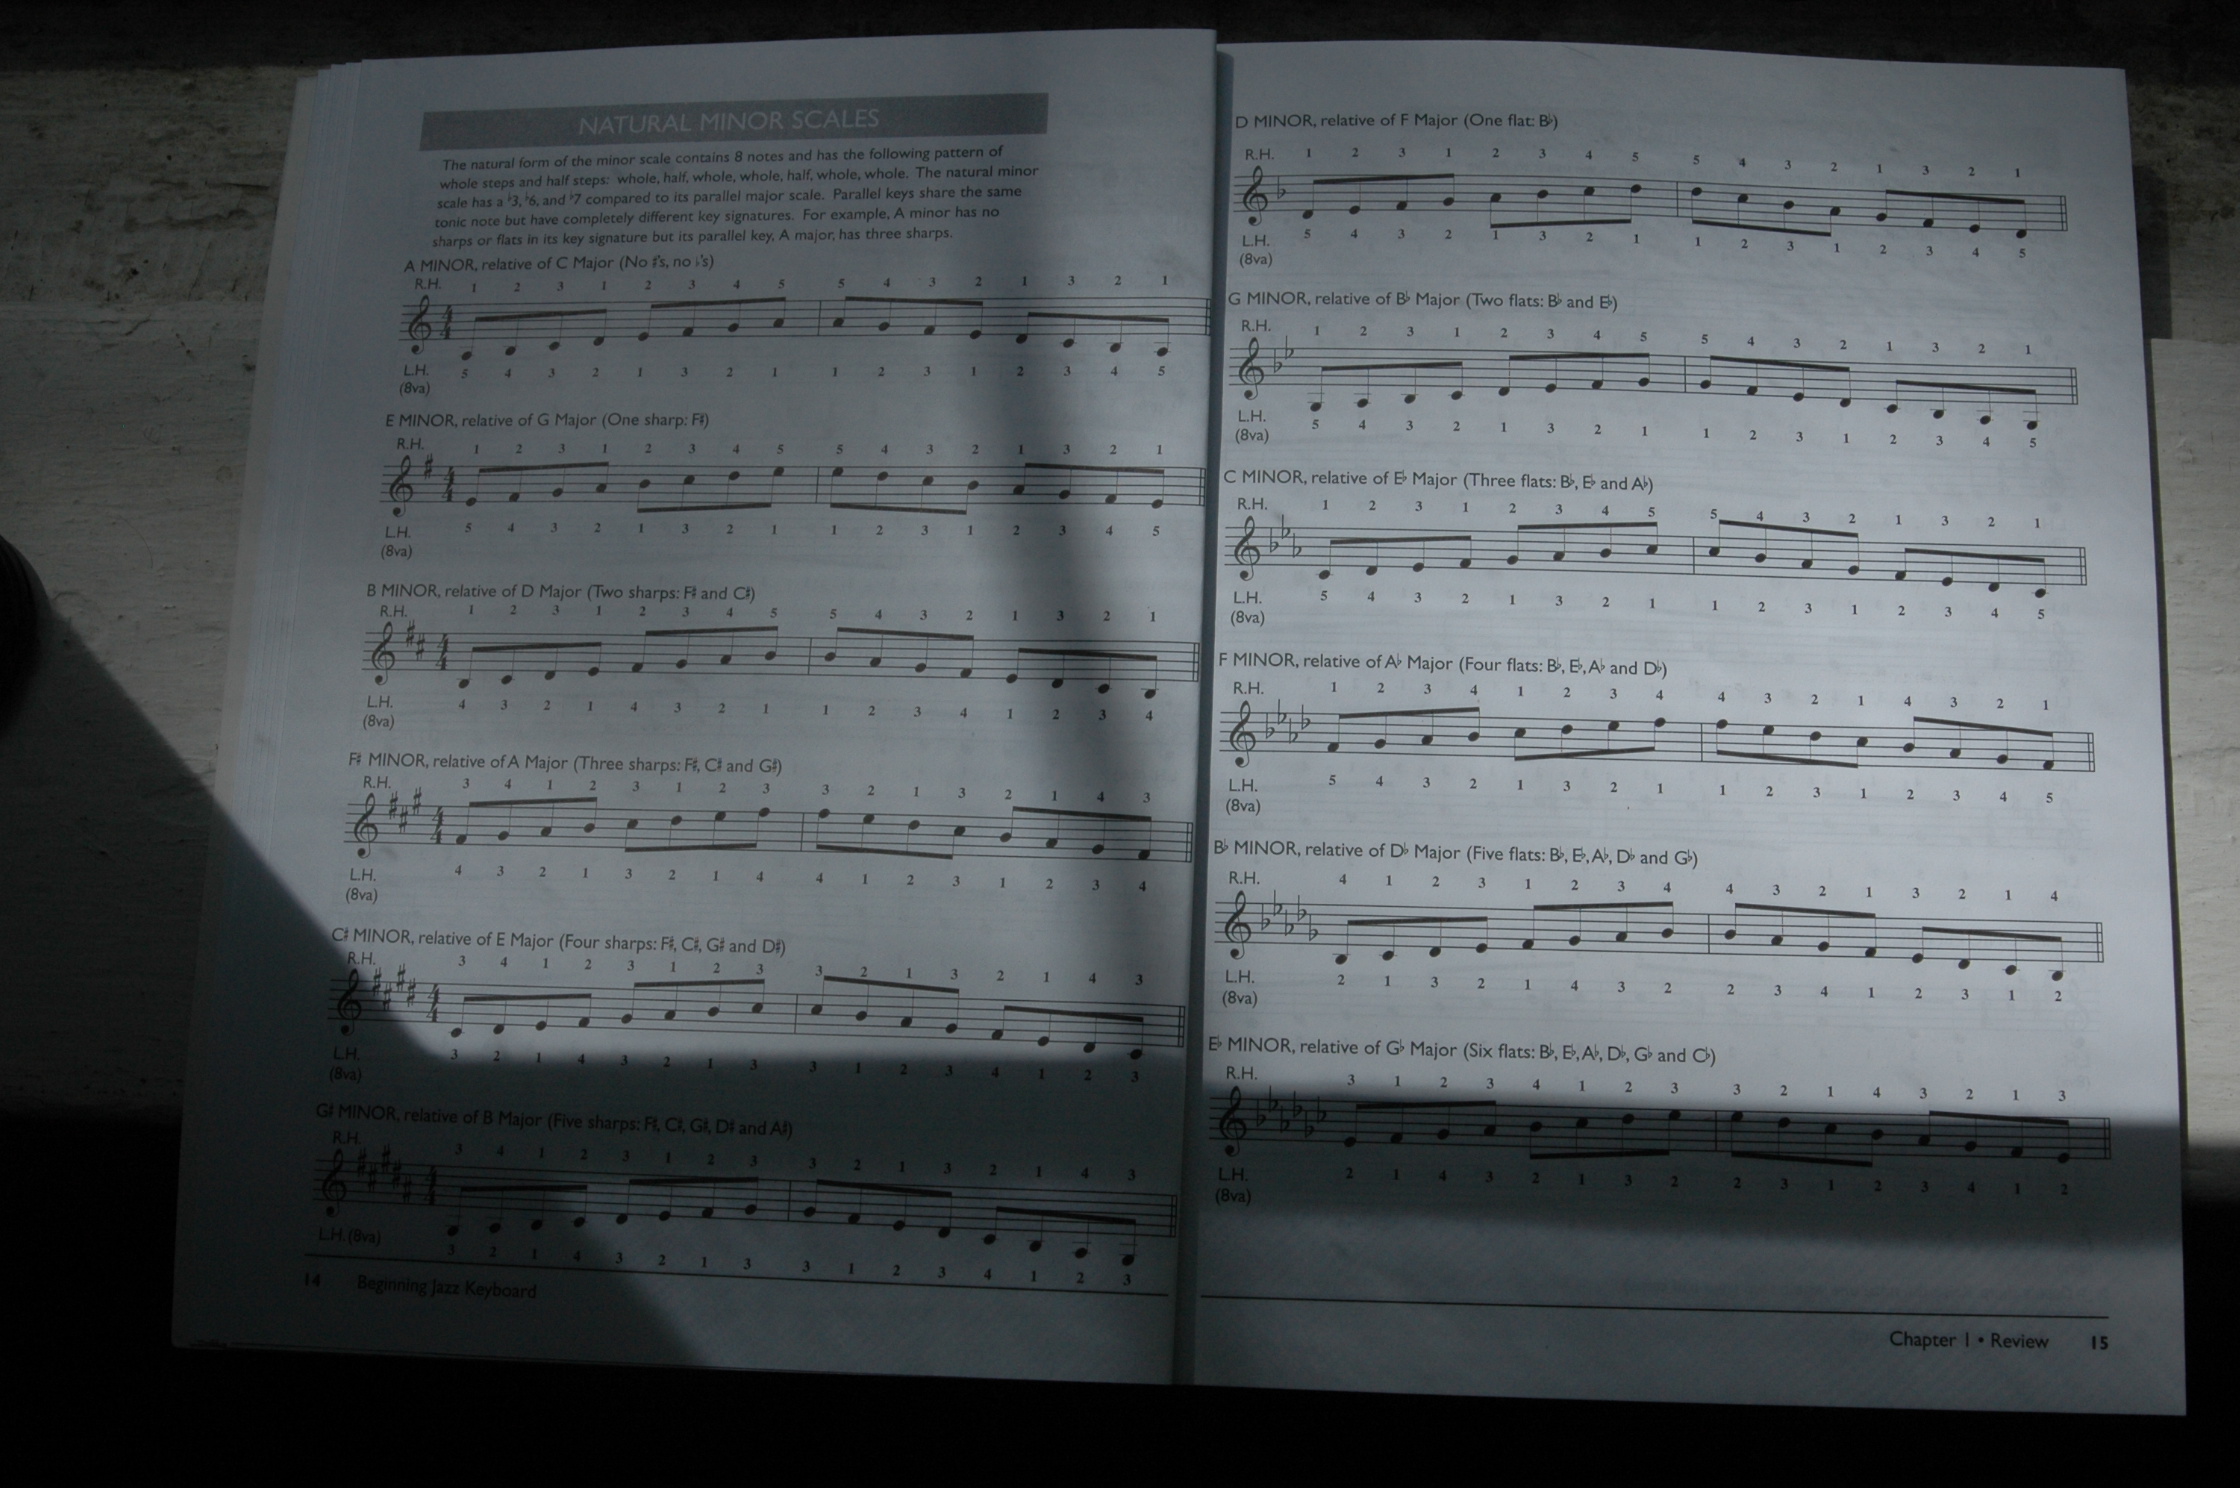 NATURAL MINOR SCALES
The natural form of the minor scale contains 8 notes and has the following pattern of
whole steps and half steps: whole, half, whole, whole, half, whole, whole. The natural minor
scale has a ♭3, ♭6, and ♭7 compared to its parallel major scale. Parallel keys share the same
tonic note but have completely different key signatures. For example, A minor has no
sharps or flats in its key signature but its parallel key, A major, has three sharps.
A MINOR, relative of C Major (No ♯'s, no ♭'s)
R.H. 1 2 3 1 2 3 4 5 5 4 3 2 1 3 2 1
4
4
L.H. 5 4 3 2 1 3 2 1 1 2 3 1 2 3 4 5
(8va)
E MINOR, relative of G Major (One sharp: F♯)
R.H. 1 2 3 1 2 3 4 5 5 4 3 2 1 3 2 1
4
4
L.H. 5 4 3 2 1 3 2 1 1 2 3 1 2 3 4 5
(8va)
B MINOR, relative of D Major (Two sharps: F♯ and C♯)
R.H. 1 2 3 1 2 3 4 5 5 4 3 2 1 3 2 1
4
4
L.H. 4 3 2 1 4 3 2 1 1 2 3 4 1 2 3 4
(8va)
F♯ MINOR, relative of A Major (Three sharps: F♯, C♯ and G♯)
R.H. 3 4 1 2 3 1 2 3 3 2 1 3 2 1 4 3
4
4
L.H. 4 3 2 1 3 2 1 4 4 1 2 3 1 2 3 4
(8va)
C♯ MINOR, relative of E Major (Four sharps: F♯, C♯, G♯ and D♯)
R.H. 3 4 1 2 3 1 2 3 3 2 1 3 2 1 4 3
4
4
L.H. 3 2 1 4 3 2 1 3 3 1 2 3 4 1 2 3
(8va)
G♯ MINOR, relative of B Major (Five sharps: F♯, C♯, G♯, D♯ and A♯)
R.H. 3 4 1 2 3 1 2 3 3 2 1 3 2 1 4 3
4
4
L.H. (8va) 3 2 1 4 3 2 1 3 3 1 2 3 4 1 2 3
14 Beginning Jazz Keyboard
D MINOR, relative of F Major (One flat: B♭)
R.H. 1 2 3 1 2 3 4 5 5 4 3 2 1 3 2 1
L.H. 5 4 3 2 1 3 2 1 1 2 3 1 2 3 4 5
(8va)
G MINOR, relative of B♭ Major (Two flats: B♭ and E♭)
R.H. 1 2 3 1 2 3 4 5 5 4 3 2 1 3 2 1
L.H. 5 4 3 2 1 3 2 1 1 2 3 1 2 3 4 5
(8va)
C MINOR, relative of E♭ Major (Three flats: B♭, E♭ and A♭)
R.H. 1 2 3 1 2 3 4 5 5 4 3 2 1 3 2 1
L.H. 5 4 3 2 1 3 2 1 1 2 3 1 2 3 4 5
(8va)
F MINOR, relative of A♭ Major (Four flats: B♭, E♭, A♭ and D♭)
R.H. 1 2 3 4 1 2 3 4 4 3 2 1 4 3 2 1
L.H. 5 4 3 2 1 3 2 1 1 2 3 1 2 3 4 5
(8va)
B♭ MINOR, relative of D♭ Major (Five flats: B♭, E♭, A♭, D♭ and G♭)
R.H. 4 1 2 3 1 2 3 4 4 3 2 1 3 2 1 4
L.H. 2 1 3 2 1 4 3 2 2 3 4 1 2 3 1 2
(8va)
E♭ MINOR, relative of G♭ Major (Six flats: B♭, E♭, A♭, D♭, G♭ and C♭)
R.H. 3 1 2 3 4 1 2 3 3 2 1 4 3 2 1 3
L.H. 2 1 4 3 2 1 3 2 2 3 1 2 3 4 1 2
(8va)
Chapter 1 • Review 15